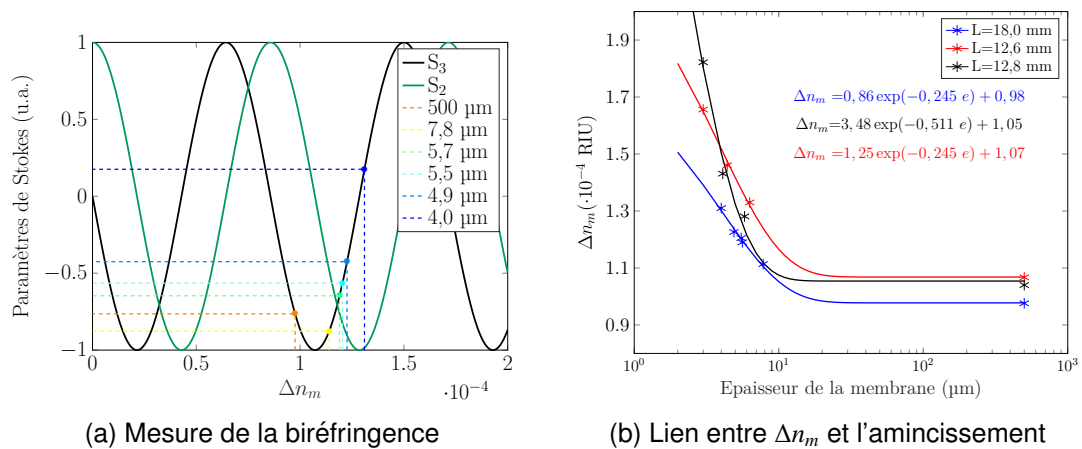 1
0.5
0
−0.5
−1
0
0.5
1
1.5
2
·10⁻⁴
Paramètres de Stokes (u.a.)
Δnₘ
S₃
S₂
500 µm
7,8 µm
5,7 µm
5,5 µm
4,9 µm
4,0 µm
(a) Mesure de la biréfringence
1.9
1.7
1.5
1.3
1.1
0.9
10⁰
10¹
10²
10³
Δnₘ(·10⁻⁴ RIU)
Epaisseur de la membrane (µm)
L=18,0 mm
L=12,6 mm
L=12,8 mm
Δnₘ =0, 86 exp(−0, 245 e) + 0, 98
Δnₘ=3, 48 exp(−0, 511 e) + 1, 05
Δnₘ =1, 25 exp(−0, 245 e) + 1, 07
(b) Lien entre Δnₘ et l'amincissement